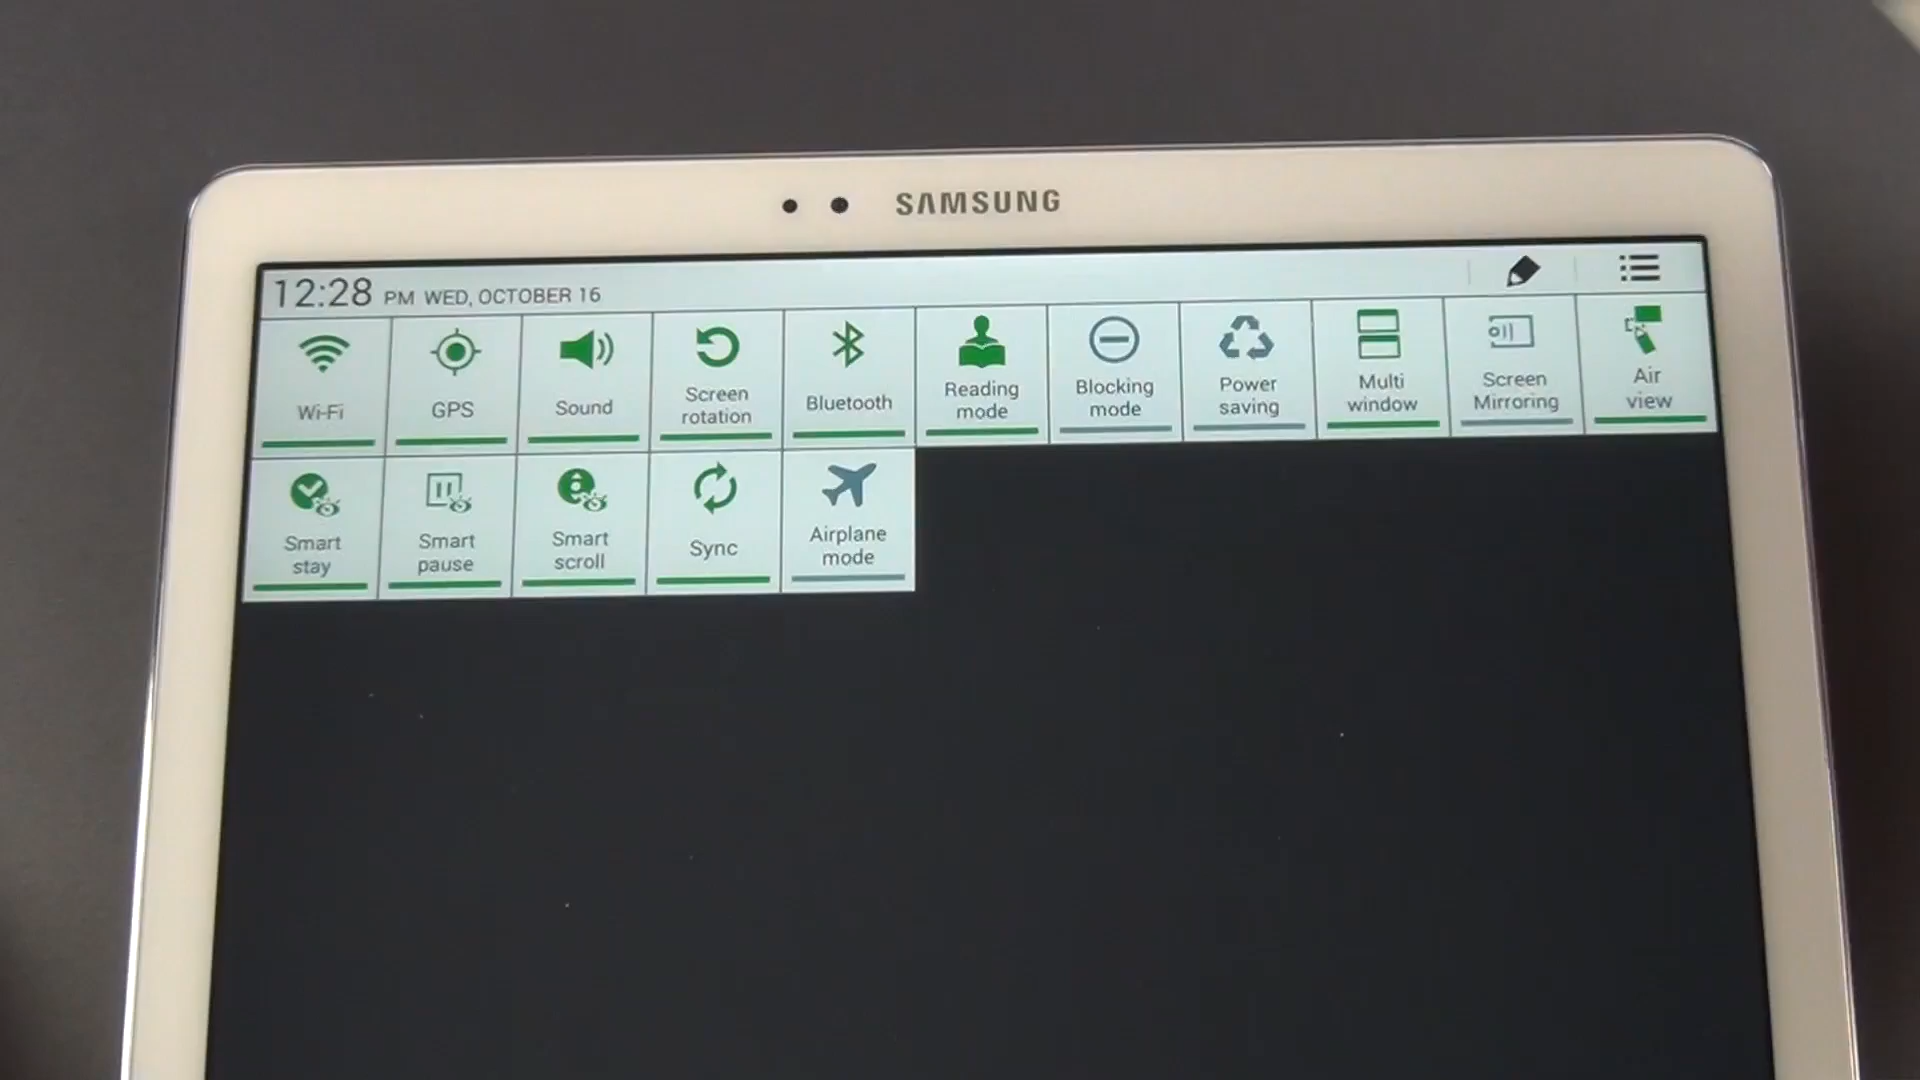 SAMSUNG
12:28 PM WED, OCTOBER 16
Wi-Fi
GPS
Sound
Screen
rotation
Bluetooth
Reading
mode
Blocking
mode
Power
saving
Multi
window
Screen
Mirroring
Air
view
Smart
stay
Smart
pause
Smart
scroll
Sync
Airplane
mode